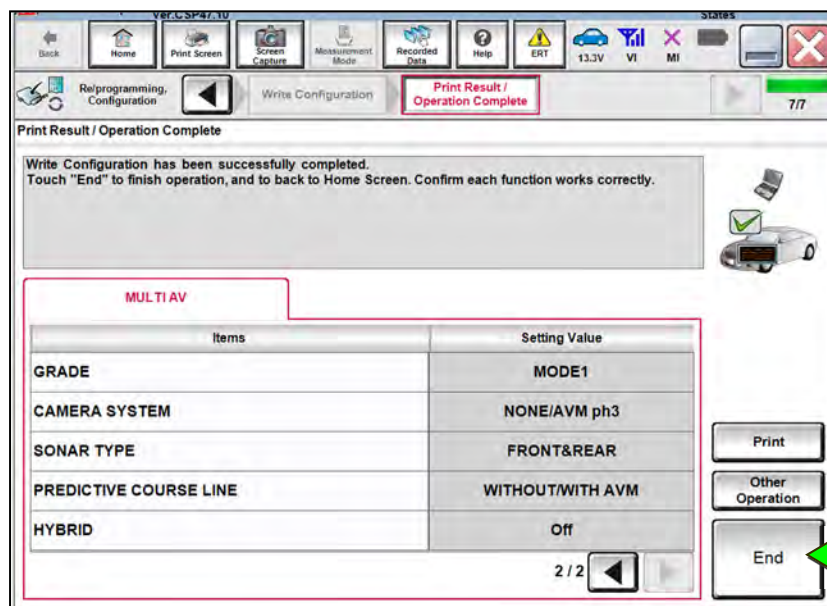 Ver.CSP47.10
States
Back
Home
Print Screen
Screen
Capture
Measurement
Mode
Recorded
Data
Help
ERT
13.3V
VI
MI
Re/programming,
Configuration
Write Configuration
Print Result /
Operation Complete
7/7
Print Result / Operation Complete
Write Configuration has been successfully completed.
Touch "End" to finish operation, and to back to Home Screen. Confirm each function works correctly.
MULTI AV
Items
Setting Value
GRADE
MODE1
CAMERA SYSTEM
NONE/AVM ph3
SONAR TYPE
FRONT&REAR
PREDICTIVE COURSE LINE
WITHOUT/WITH AVM
HYBRID
Off
2 / 2
Print
Other
Operation
End